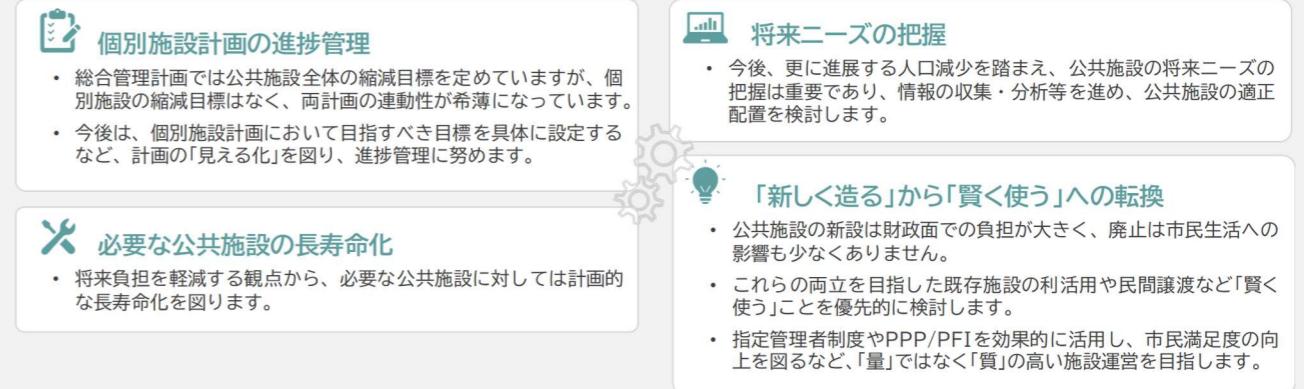 個別施設計画の進捗管理
• 総合管理計画では公共施設全体の縮減目標を定めていますが、個
別施設の縮減目標はなく、両計画の連動性が希薄になっています。
• 今後は、個別施設計画において目指すべき目標を具体に設定する
など、計画の「見える化」を図り、進捗管理に努めます。
必要な公共施設の長寿命化
• 将来負担を軽減する観点から、必要な公共施設に対しては計画的
な長寿命化を図ります。
将来ニーズの把握
• 今後、更に進展する人口減少を踏まえ、公共施設の将来ニーズの
把握は重要であり、情報の収集・分析等を進め、公共施設の適正
配置を検討します。
「新しく造る」から「賢く使う」への転換
• 公共施設の新設は財政面での負担が大きく、廃止は市民生活への
影響も少なくありません。
• これらの両立を目指した既存施設の利活用や民間譲渡など「賢く
使う」ことを優先的に検討します。
• 指定管理者制度やPPP/PFIを効果的に活用し、市民満足度の向
上を図るなど、「量」ではなく「質」の高い施設運営を目指します。